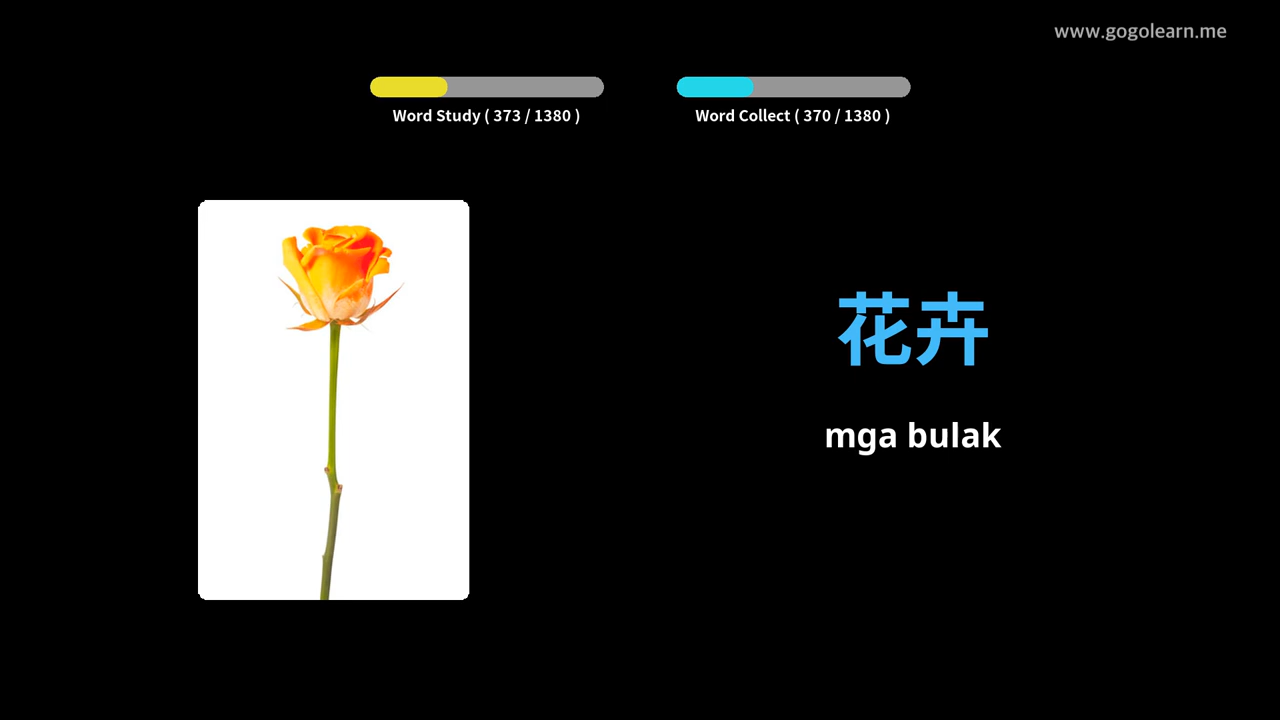 www.gogolearn.me
Word Study ( 373 / 1380 )
Word Collect ( 370 / 1380 )
花卉
mga bulak